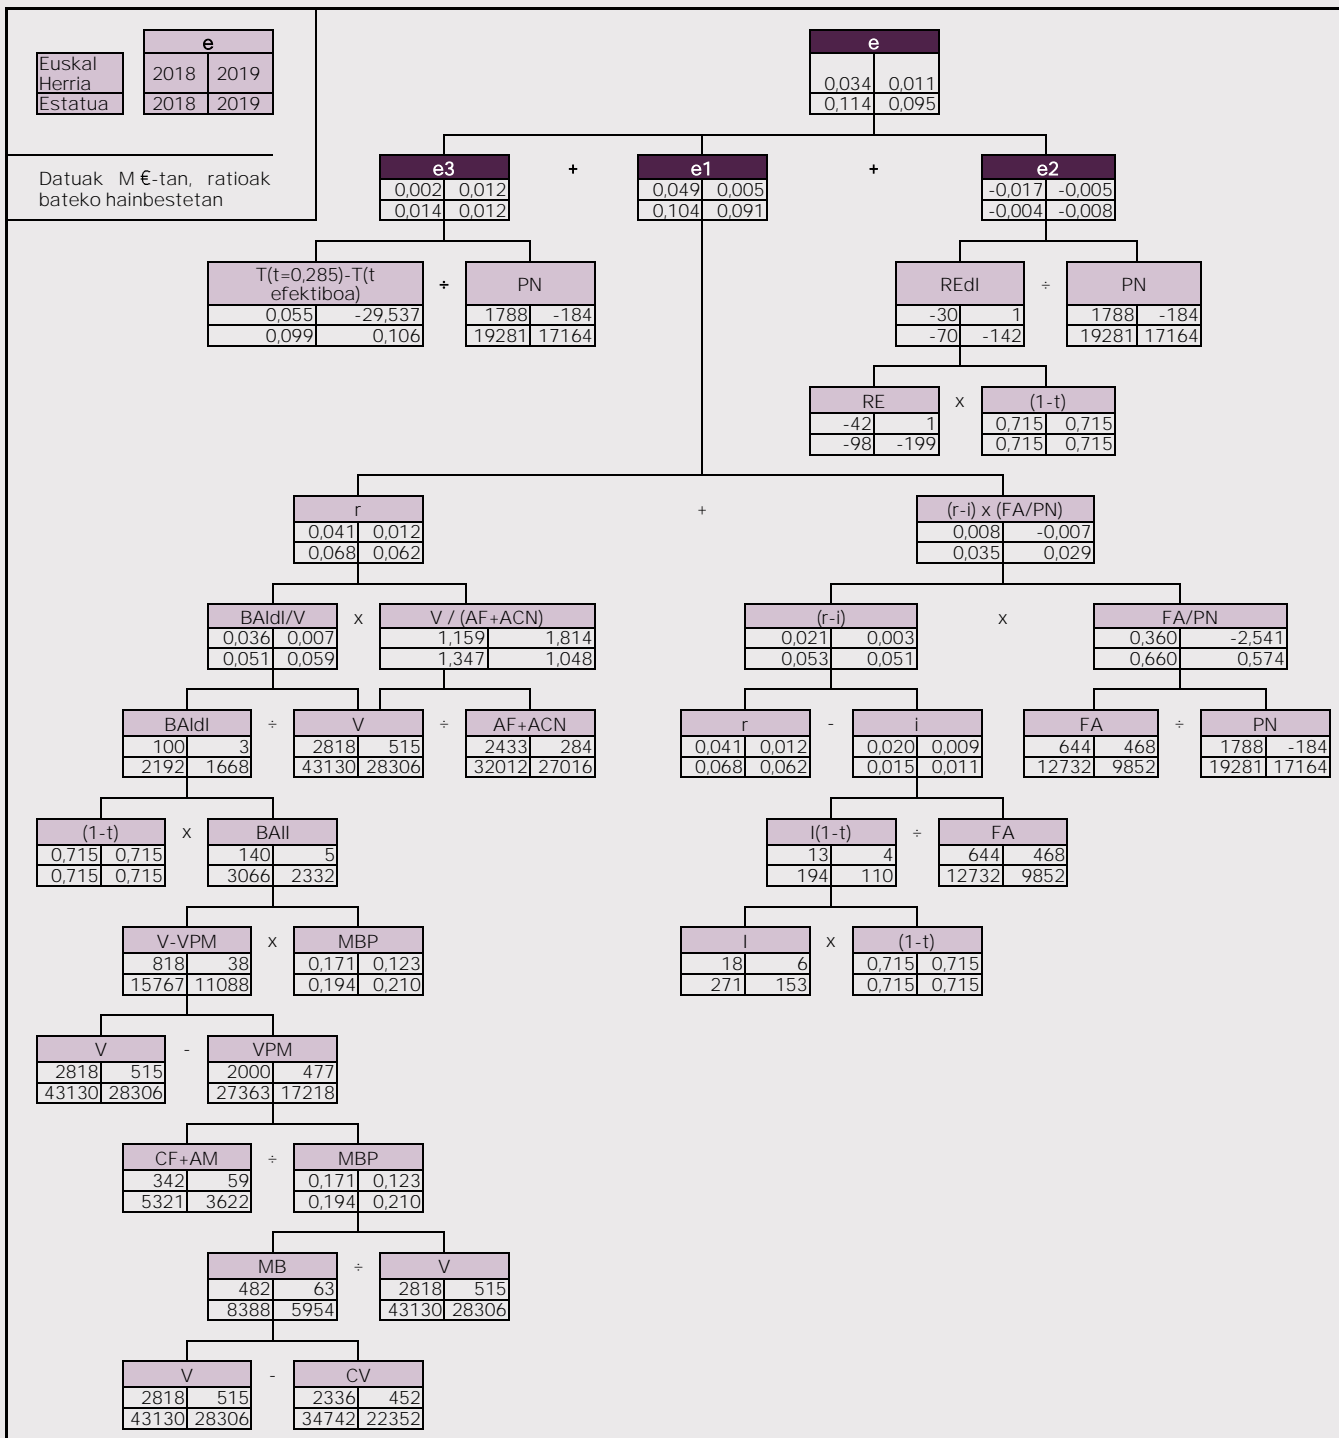 e
Euskal Herria 2018 2019
Estatua 2018 2019
Datuak M €-tan, ratioak
bateko hainbestetan
e
0,034 0,011
0,114 0,095
e3 + e1 + e2
0,002 0,012 0,049 0,005 -0,017 -0,005
0,014 0,012 0,104 0,091 -0,004 -0,008
T(t=0,285)-T(t efektiboa) ÷ PN REdI ÷ PN
0,055 -29,537 1788 -184 -30 1 1788 -184
0,099 0,106 19281 17164 -70 -142 19281 17164
RE x (1-t)
-42 1 0,715 0,715
-98 -199 0,715 0,715
r + (r-i) x (FA/PN)
0,041 0,012 0,008 -0,007
0,068 0,062 0,035 0,029
BAIdI/V x V / (AF+ACN) (r-i) x FA/PN
0,036 0,007 1,159 1,814 0,021 0,003 0,360 -2,541
0,051 0,059 1,347 1,048 0,053 0,051 0,660 0,574
BAIdI ÷ V ÷ AF+ACN r - i FA ÷ PN
100 3 2818 515 2433 284 0,041 0,012 0,020 0,009 644 468 1788 -184
2192 1668 43130 28306 32012 27016 0,068 0,062 0,015 0,011 12732 9852 19281 17164
(1-t) x BAII I(1-t) ÷ FA
0,715 0,715 140 5 13 4 644 468
0,715 0,715 3066 2332 194 110 12732 9852
V-VPM x MBP I x (1-t)
818 38 0,171 0,123 18 6 0,715 0,715
15767 11088 0,194 0,210 271 153 0,715 0,715
V - VPM
2818 515 2000 477
43130 28306 27363 17218
CF+AM ÷ MBP
342 59 0,171 0,123
5321 3622 0,194 0,210
MB ÷ V
482 63 2818 515
8388 5954 43130 28306
V - CV
2818 515 2336 452
43130 28306 34742 22352